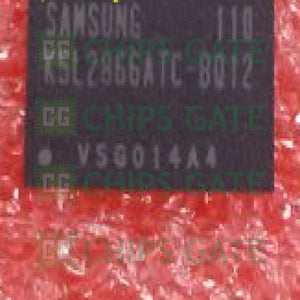 SAMSUNG 110
K5L2866ATC-BQ12
VSG014A4
CHIPS GATE
CHIPS GATE
CHIPS GATE
CHIPS GATE